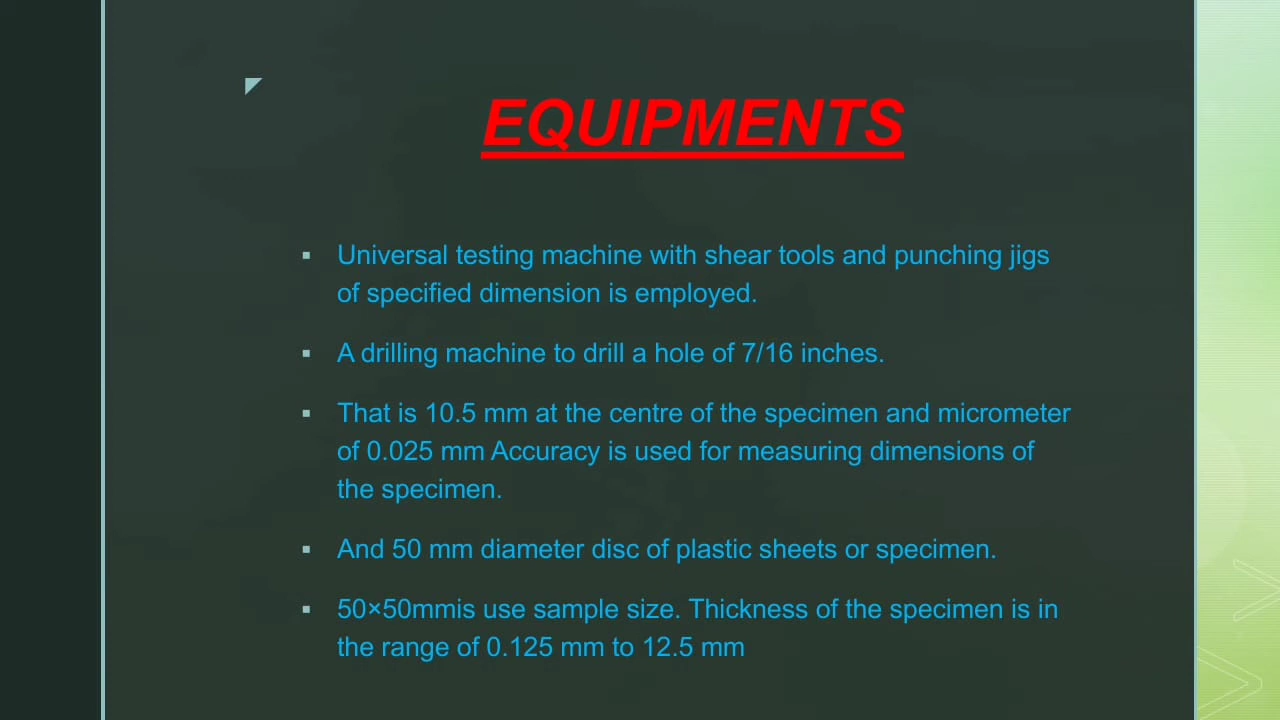 EQUIPMENTS
▪ Universal testing machine with shear tools and punching jigs
of specified dimension is employed.
▪ A drilling machine to drill a hole of 7/16 inches.
▪ That is 10.5 mm at the centre of the specimen and micrometer
of 0.025 mm Accuracy is used for measuring dimensions of
the specimen.
▪ And 50 mm diameter disc of plastic sheets or specimen.
▪ 50×50mmis use sample size. Thickness of the specimen is in
the range of 0.125 mm to 12.5 mm